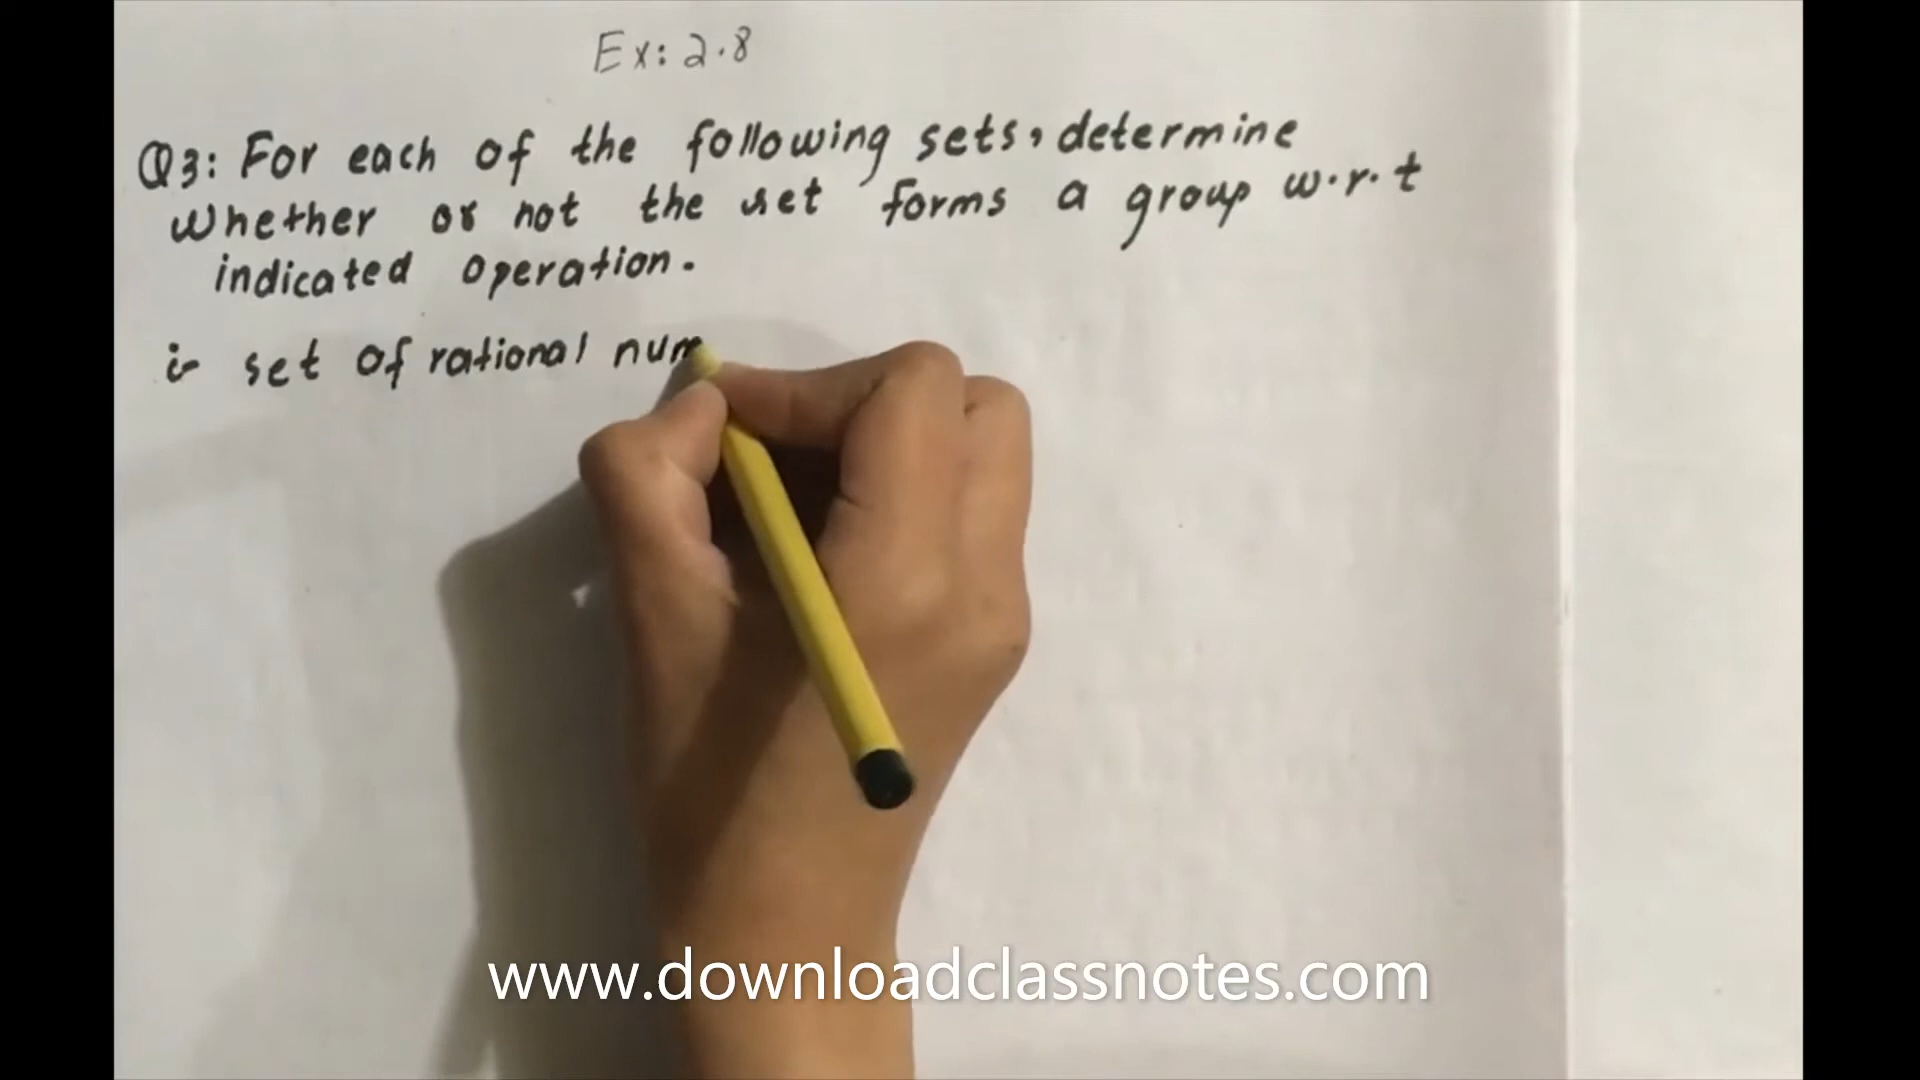 Ex: 2.8
Q3: For each of the following sets, determine
whether or not the set forms a group w.r.t
indicated operation.
i- set of rational num
www.downloadclassnotes.com